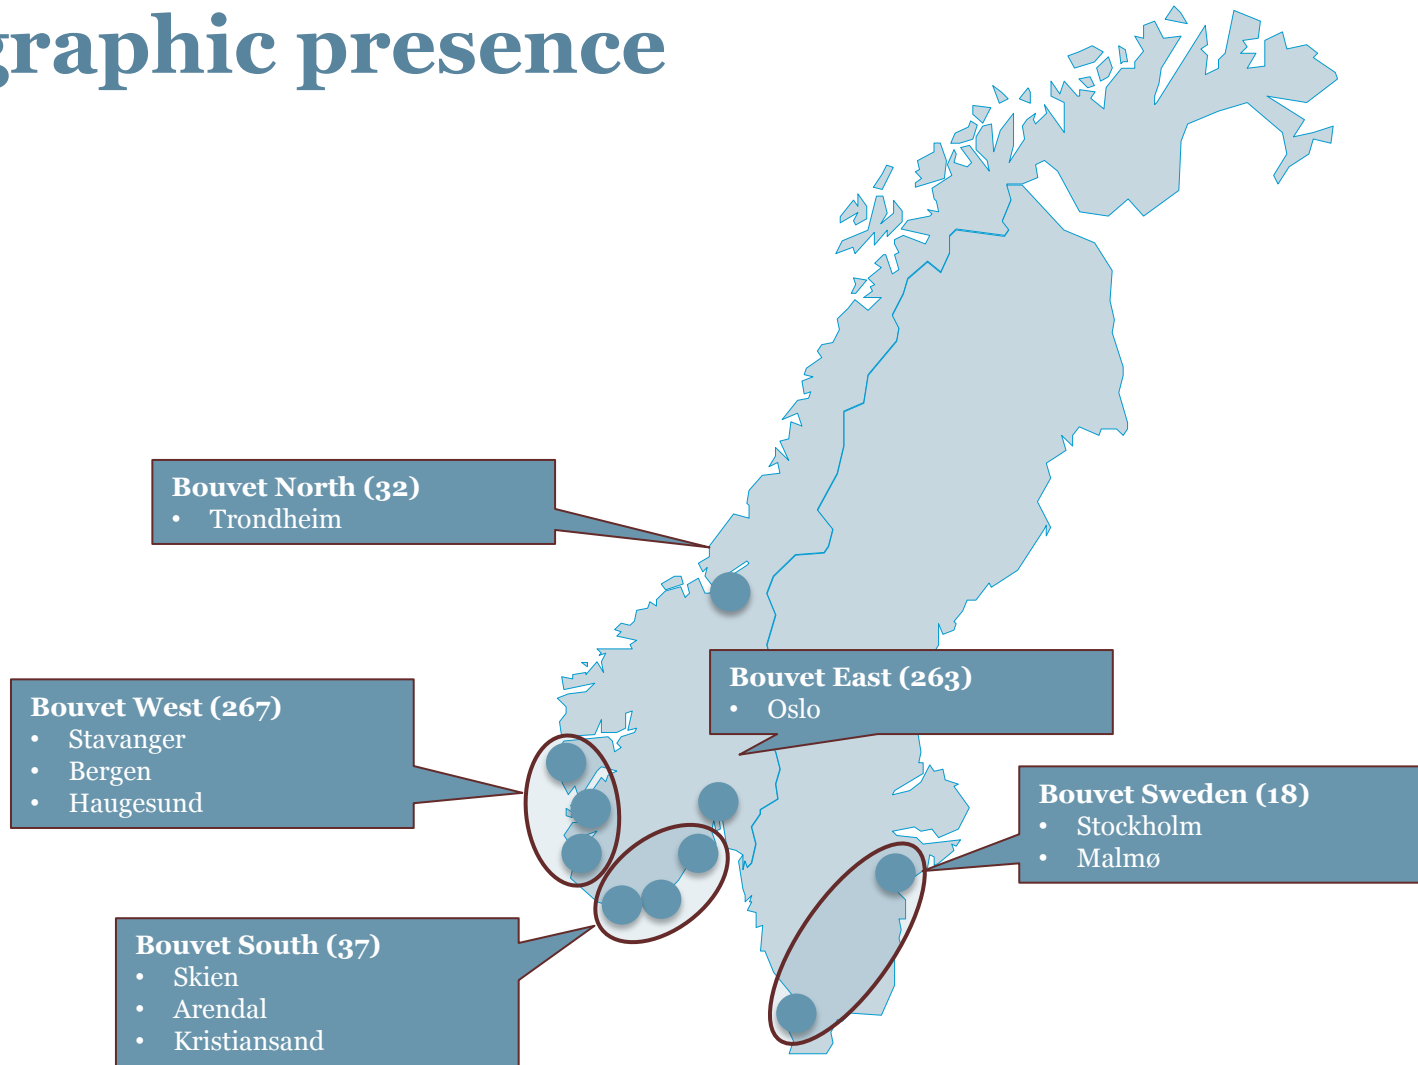 graphic presence
Bouvet North (32)
• Trondheim
Bouvet East (263)
• Oslo
Bouvet West (267)
• Stavanger
• Bergen
• Haugesund
Bouvet Sweden (18)
• Stockholm
• Malmø
Bouvet South (37)
• Skien
• Arendal
• Kristiansand